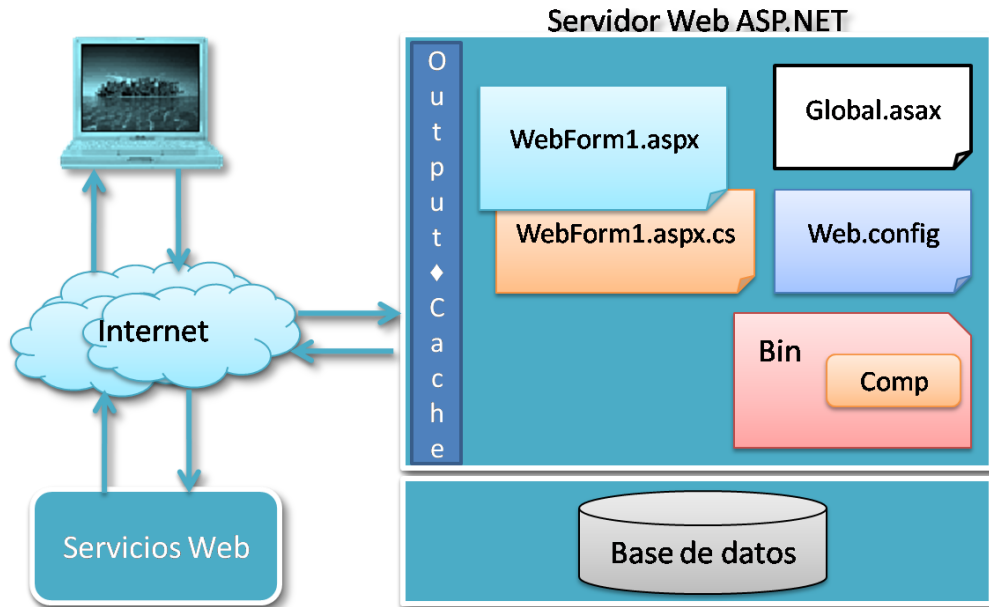 Servidor Web ASP.NET
Output♦Cache
WebForm1.aspx
Global.asax
WebForm1.aspx.cs
Web.config
Internet
Bin
Comp
Servicios Web
Base de datos